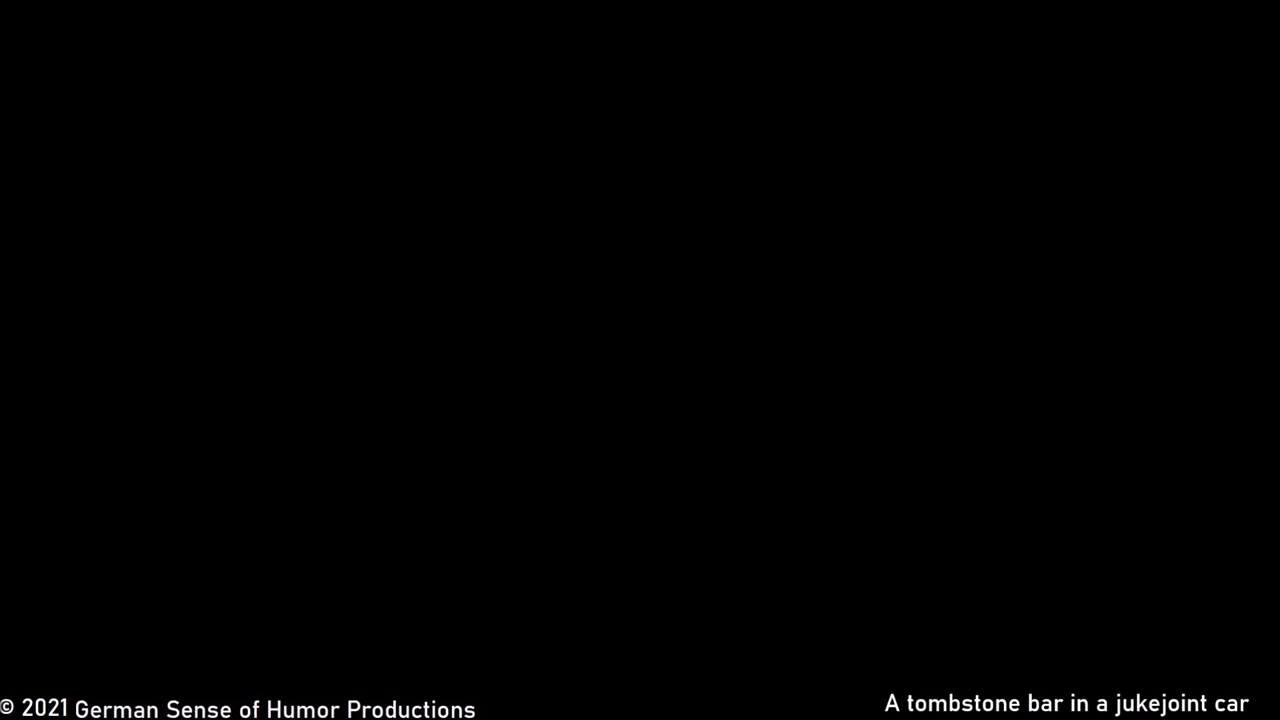 © 2021 German Sense of Humor Productions
A tombstone bar in a jukejoint car